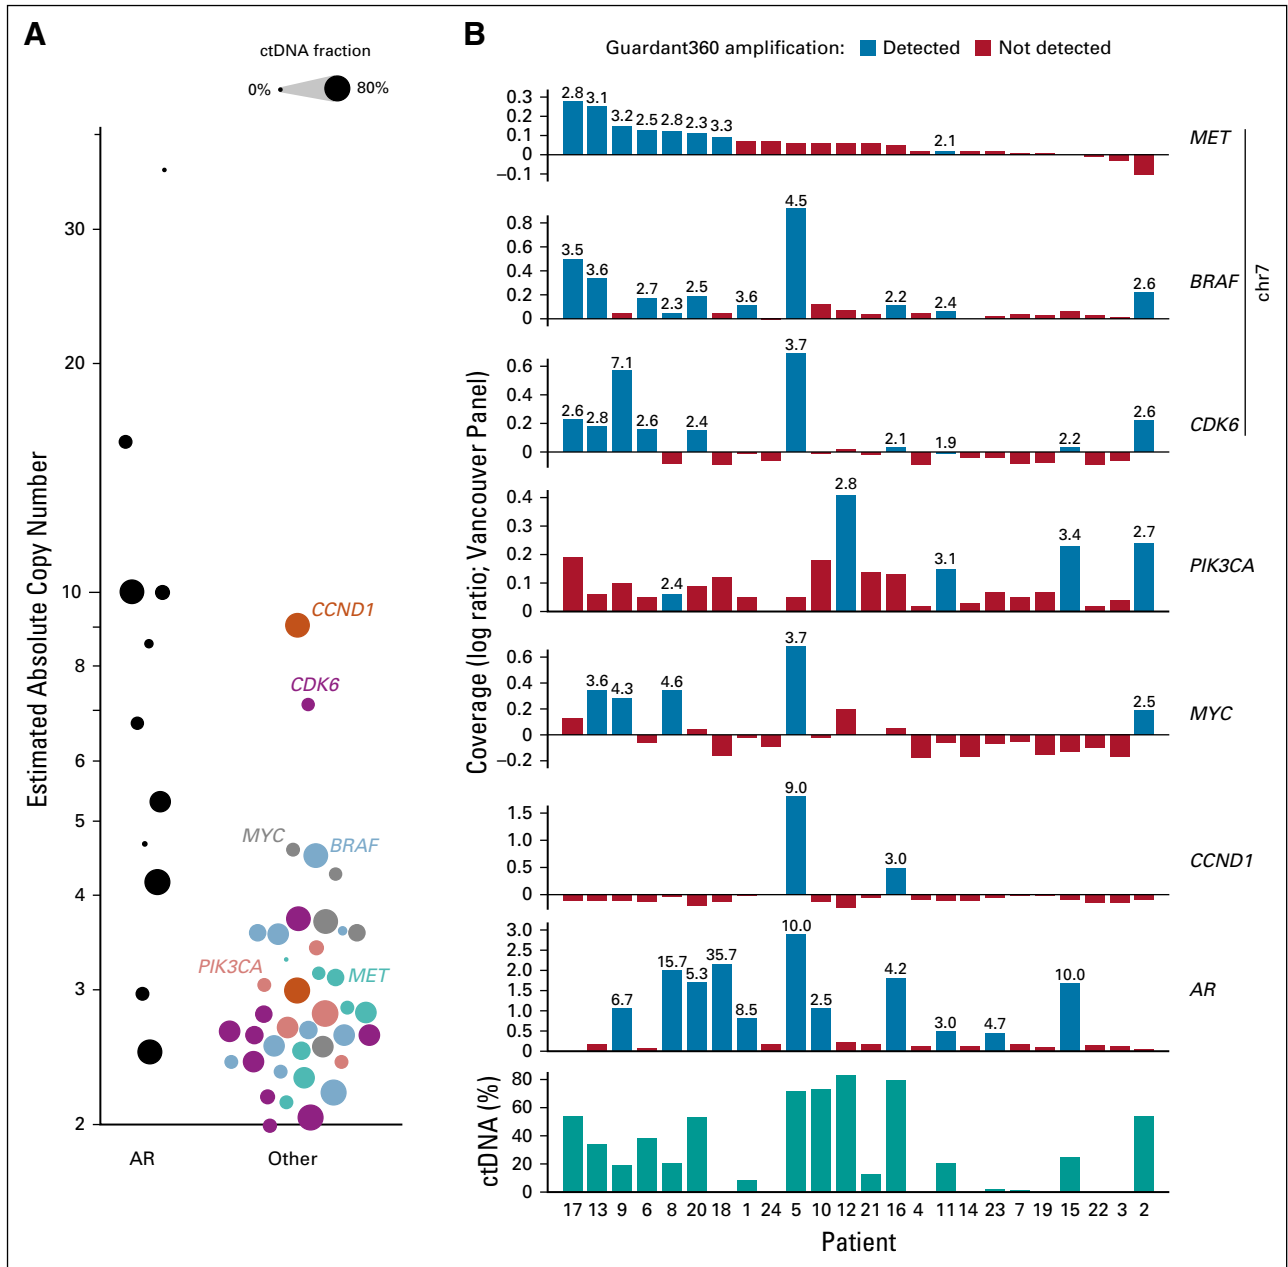 A
ctDNA fraction
0% 80%
Estimated Absolute Copy Number
30
20
10
8
6
5
4
3
2
CCND1
CDK6
MYC
BRAF
PIK3CA
MET
AR Other
B
Guardant360 amplification: Detected Not detected
Coverage (log ratio; Vancouver Panel)
0.3
0.2
0.1
0
−0.1
2.8 3.1 3.2 2.5 2.8 2.3 3.3 2.1
MET
0.8
0.6
0.4
0.2
0
3.5 3.6 2.7 2.3 2.5 3.6 4.5 2.2 2.4 2.6
BRAF
chr7
0.6
0.4
0.2
0
2.6 2.8 7.1 2.6 2.4 3.7 2.1 1.9 2.2 2.6
CDK6
0.4
0.3
0.2
0.1
0
2.4 2.8 3.1 3.4 2.7
PIK3CA
0.6
0.4
0.2
0
−0.2
3.6 4.3 4.6 3.7 2.5
MYC
1.5
1.0
0.5
0
9.0 3.0
CCND1
3.0
2.5
2.0
1.5
1.0
0.5
0
6.7 15.7 5.3 35.7 8.5 10.0 2.5 4.2 3.0 4.7 10.0
AR
ctDNA (%)
80
60
40
20
0
17 13 9 6 8 20 18 1 24 5 10 12 21 16 4 11 14 23 7 19 15 22 3 2
Patient